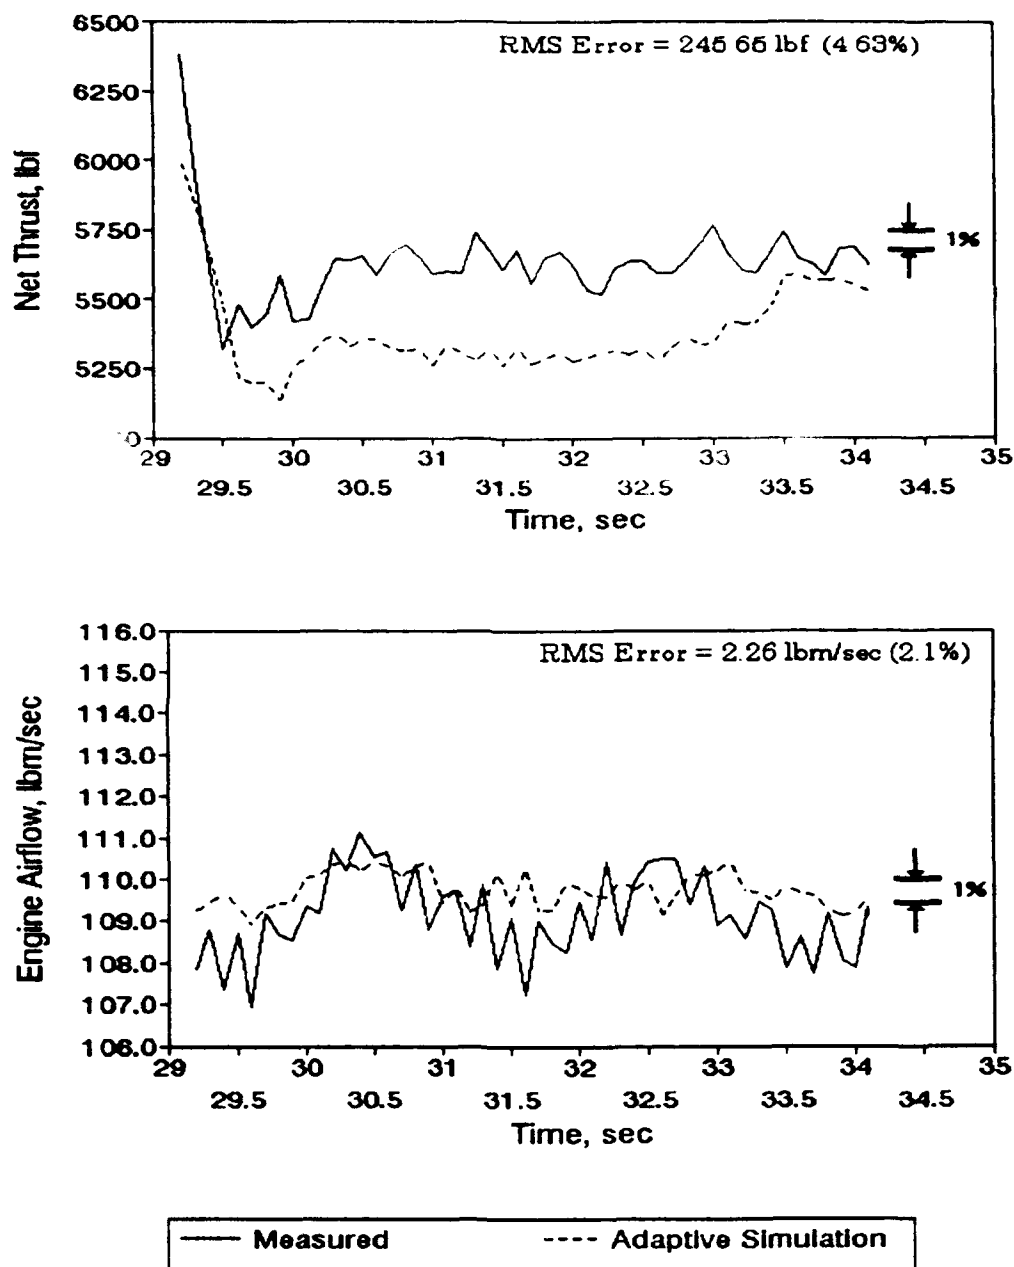 6500
RMS Error = 245 65 lbf (4 63%)
6250
6000
5750
1%
5500
5250
Net Thrust, lbf
29 30 31 32 33 34 35
29.5 30.5 31.5 32.5 33.5 34.5
Time, sec
116.0
RMS Error = 2.26 lbm/sec (2.1%)
115.0
114.0
113.0
112.0
111.0
110.0
1%
109.0
108.0
107.0
106.0
Engine Airflow, lbm/sec
29 30 31 32 33 34 35
29.5 30.5 31.5 32.5 33.5 34.5
Time, sec
Measured Adaptive Simulation